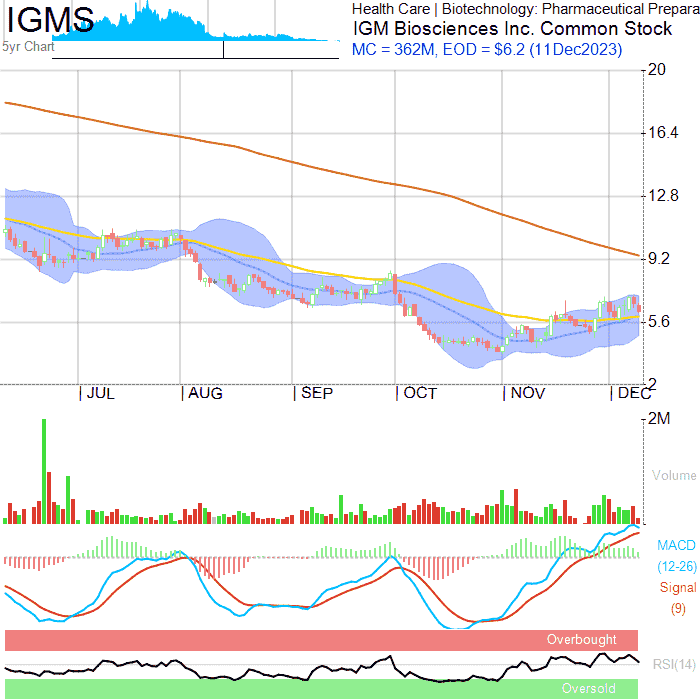 IGMS
5yr Chart
Health Care | Biotechnology: Pharmaceutical Prepara
IGM Biosciences Inc. Common Stock
MC = 362M, EOD = $6.2 (11Dec2023)
20
16.4
12.8
9.2
5.6
2
| JUL | AUG | SEP | OCT | NOV | DEC
2M
Volume
MACD
(12-26)
Signal
(9)
Overbought
RSI(14)
Oversold